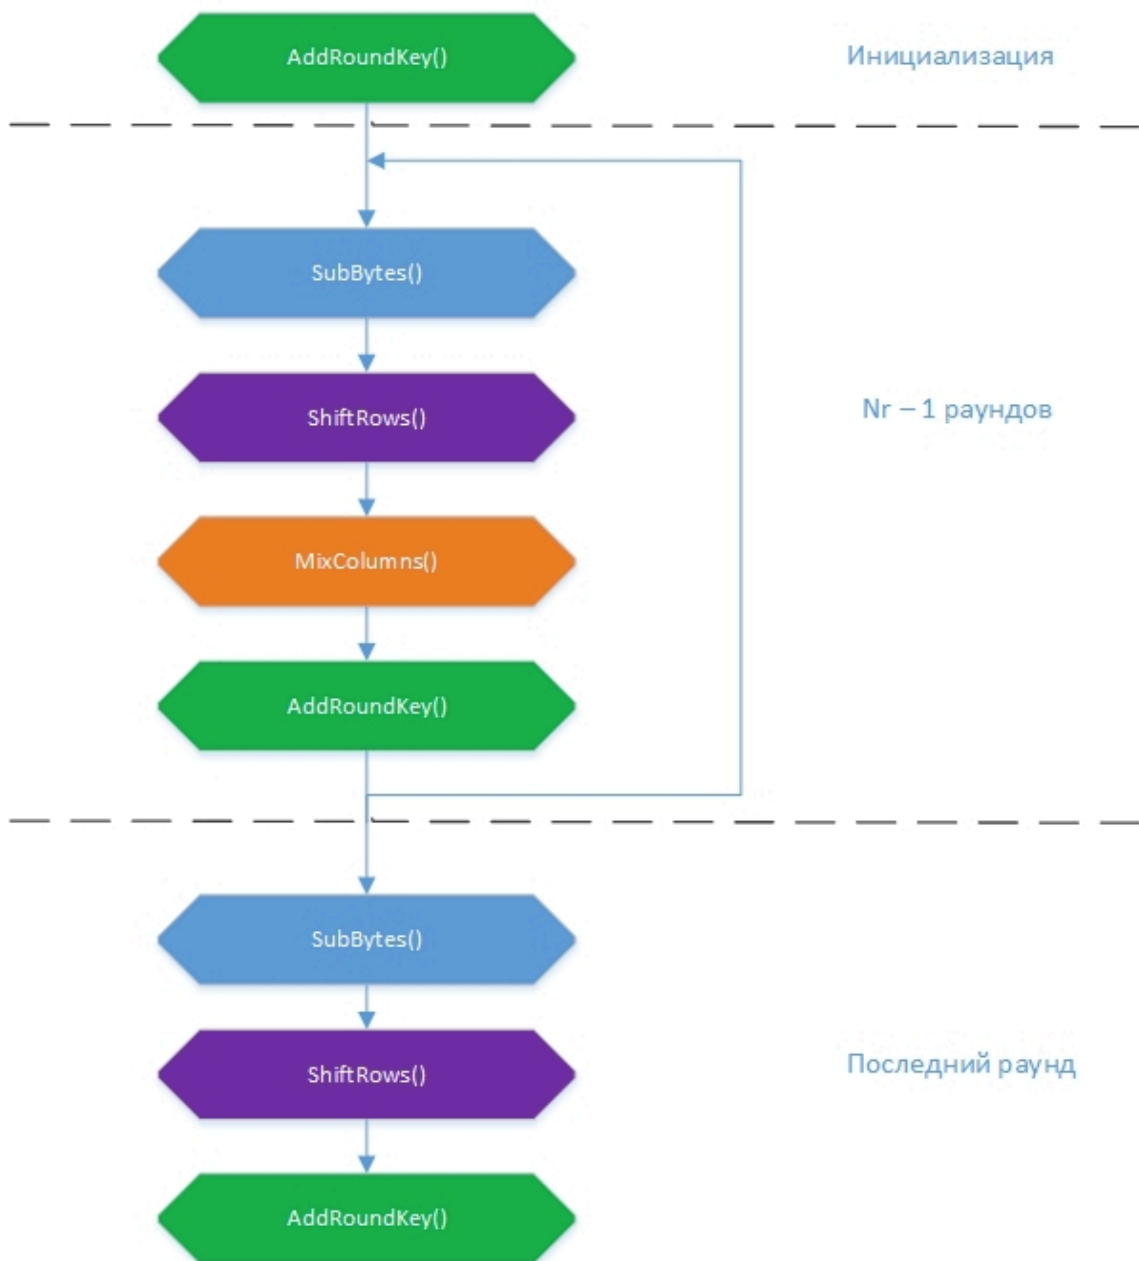 AddRoundKey()
Инициализация
SubBytes()
ShiftRows()
Nr – 1 раундов
MixColumns()
AddRoundKey()
SubBytes()
ShiftRows()
Последний раунд
AddRoundKey()